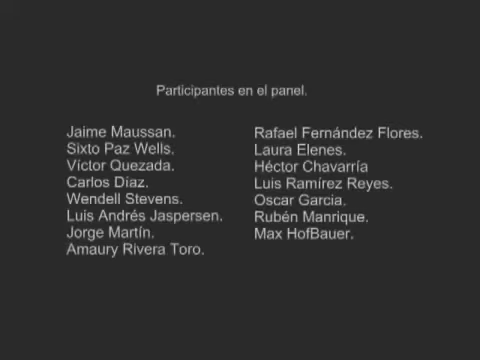 Participantes en el panel.
Jaime Maussan.
Sixto Paz Wells.
Víctor Quezada.
Carlos Díaz.
Wendell Stevens.
Luis Andrés Jaspersen.
Jorge Martín.
Amaury Rivera Toro.
Rafael Fernández Flores.
Laura Elenes.
Héctor Chavarría
Luis Ramírez Reyes.
Oscar Garcia.
Rubén Manrique.
Max HofBauer.